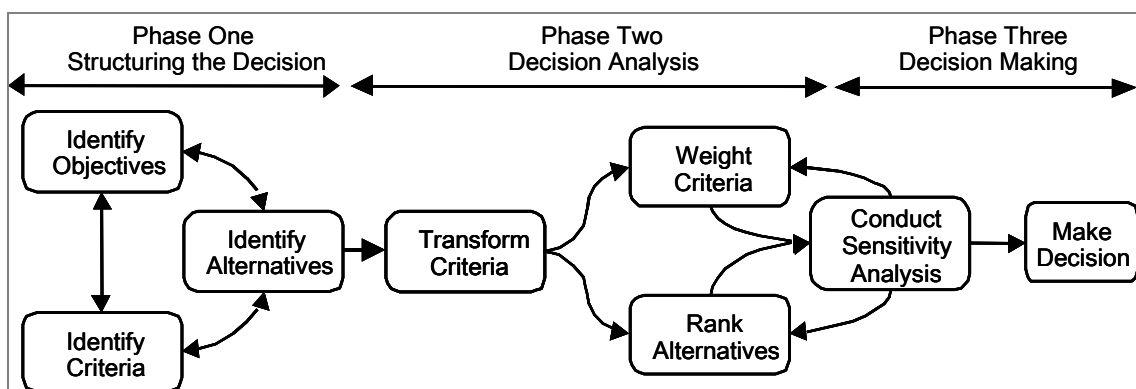 Phase One
Structuring the Decision
Phase Two
Decision Analysis
Phase Three
Decision Making
Identify
Objectives
Identify
Alternatives
Identify
Criteria
Transform
Criteria
Weight
Criteria
Rank
Alternatives
Conduct
Sensitivity
Analysis
Make
Decision